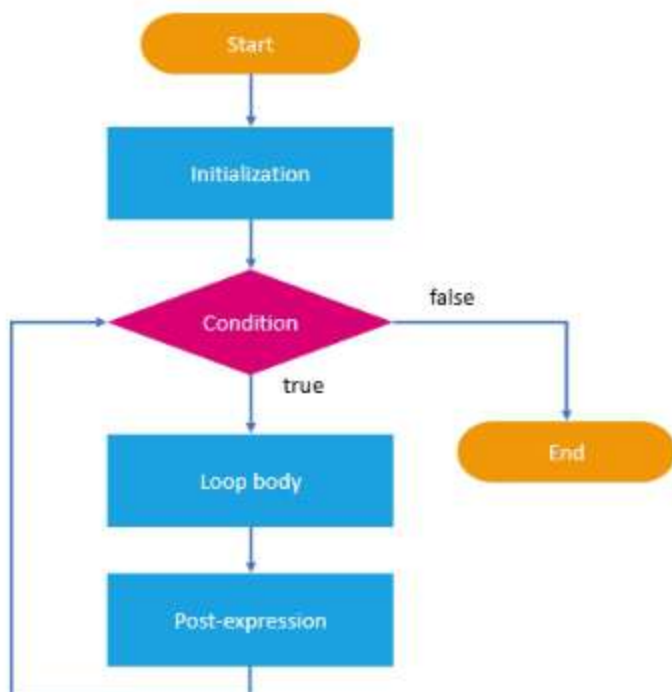 Start
Initialization
Condition
false
true
Loop body
End
Post-expression